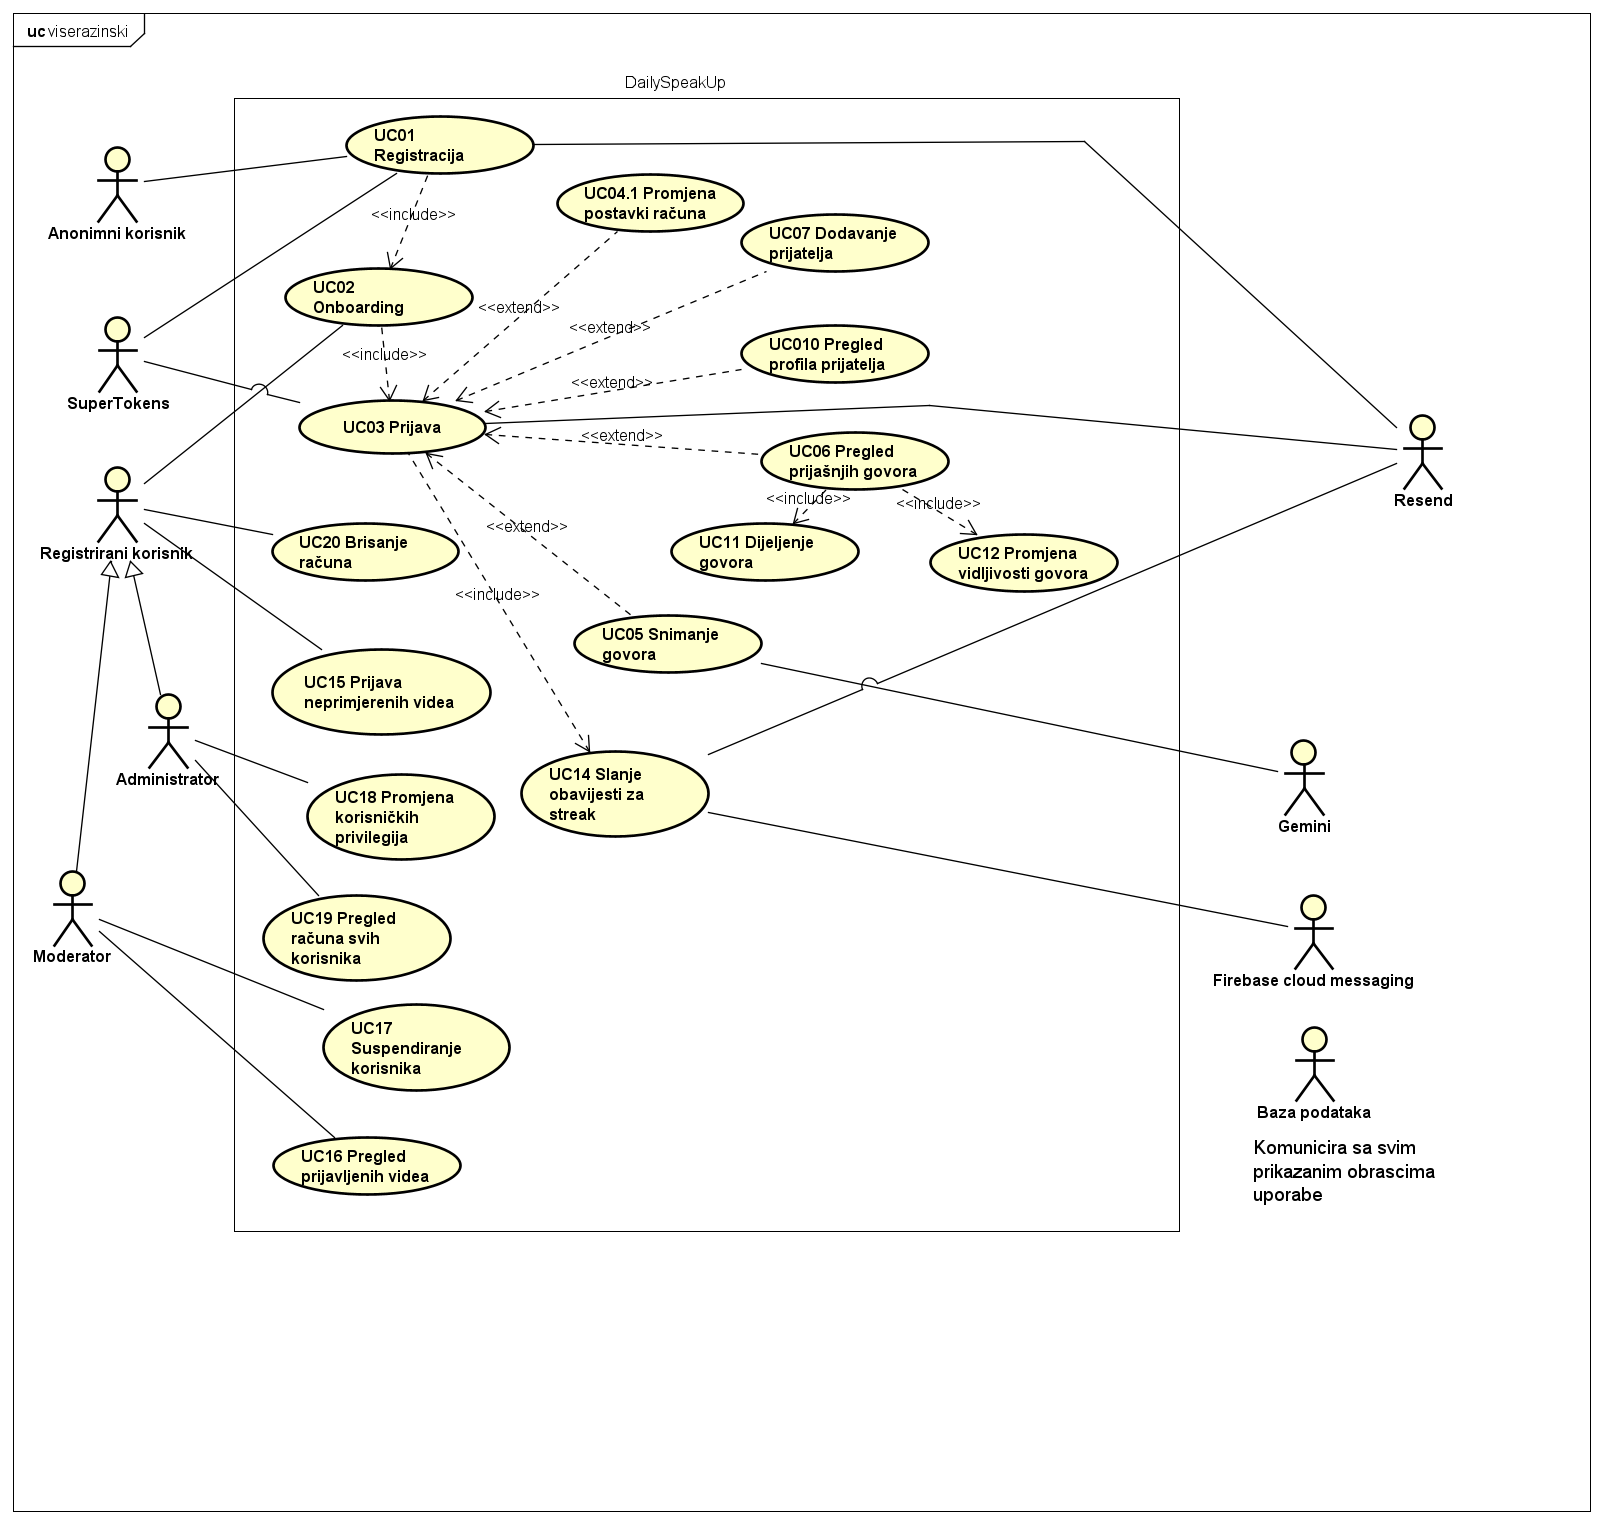 uc viserazinski
DailySpeakUp
UC01
Registracija
Anonimni korisnik
<<include>>
UC04.1 Promjena
postavki računa
UC07 Dodavanje
prijatelja
UC02
Onboarding
<<extend>>
<<extend>>
<<include>>
UC010 Pregled
profila prijatelja
<<extend>>
SuperTokens
UC03 Prijava
<<extend>>
UC06 Pregled
prijašnjih govora
<<include>>
<<include>>
Resend
Registrirani korisnik
UC20 Brisanje
računa
<<extend>>
UC11 Dijeljenje
govora
UC12 Promjena
vidljivosti govora
<<include>>
UC05 Snimanje
govora
UC15 Prijava
neprimjerenih videa
Administrator
UC14 Slanje
obavijesti za
streak
UC18 Promjena
korisničkih
privilegija
Gemini
UC19 Pregled
računa svih
korisnika
Moderator
Firebase cloud messaging
UC17
Suspendiranje
korisnika
Baza podataka
Komunicira sa svim
prikazanim obrascima
uporabe
UC16 Pregled
prijavljenih videa